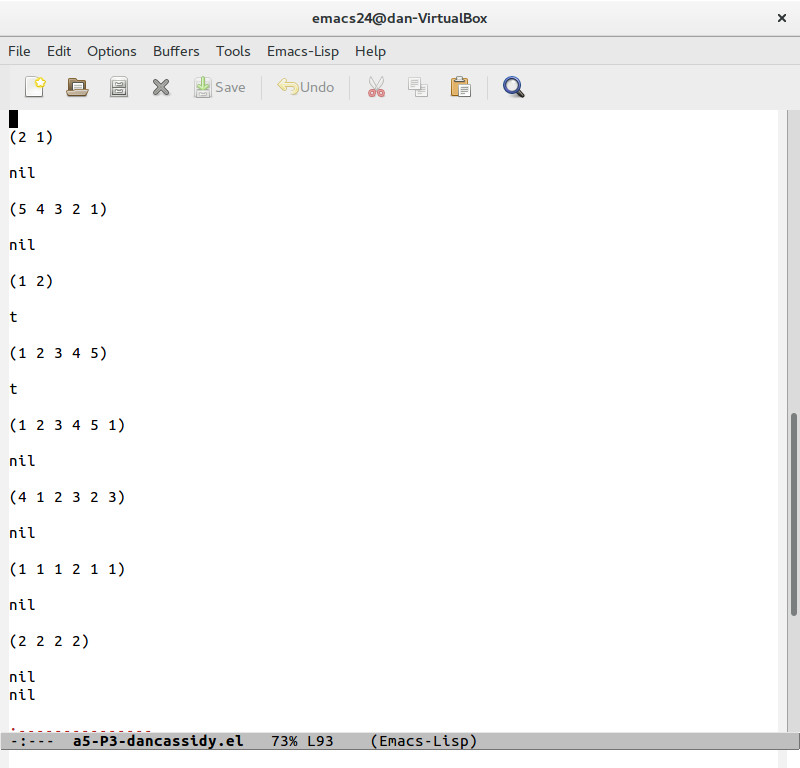 emacs24@dan-VirtualBox
File Edit Options Buffers Tools Emacs-Lisp Help
Save Undo
(2 1)
nil
(5 4 3 2 1)
nil
(1 2)
t
(1 2 3 4 5)
t
(1 2 3 4 5 1)
nil
(4 1 2 3 2 3)
nil
(1 1 1 2 1 1)
nil
(2 2 2 2)
nil
nil
;---------------
-:--- a5-P3-dancassidy.el 73% L93 (Emacs-Lisp)